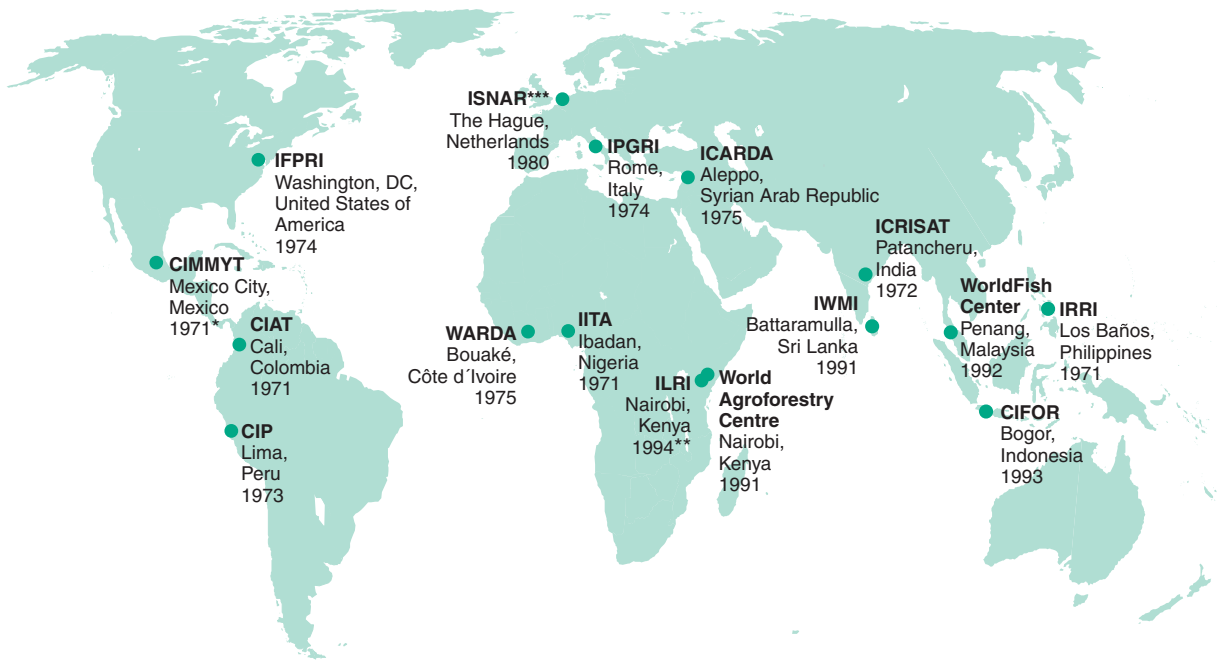 ISNAR***
The Hague,
Netherlands
1980
IPGRI
Rome,
Italy
1974
ICARDA
Aleppo,
Syrian Arab Republic
1975
IFPRI
Washington, DC,
United States of
America
1974
ICRISAT
Patancheru,
India
1972
CIMMYT
Mexico City,
Mexico
1971*
CIAT
Cali,
Colombia
1971
WARDA
Bouaké,
Côte d´Ivoire
1975
IITA
Ibadan,
Nigeria
1971
IWMI
Battaramulla,
Sri Lanka
1991
WorldFish
Center
Penang,
Malaysia
1992
IRRI
Los Baños,
Philippines
1971
ILRI
Nairobi,
Kenya
1994**
World
Agroforestry
Centre
Nairobi,
Kenya
1991
CIP
Lima,
Peru
1973
CIFOR
Bogor,
Indonesia
1993